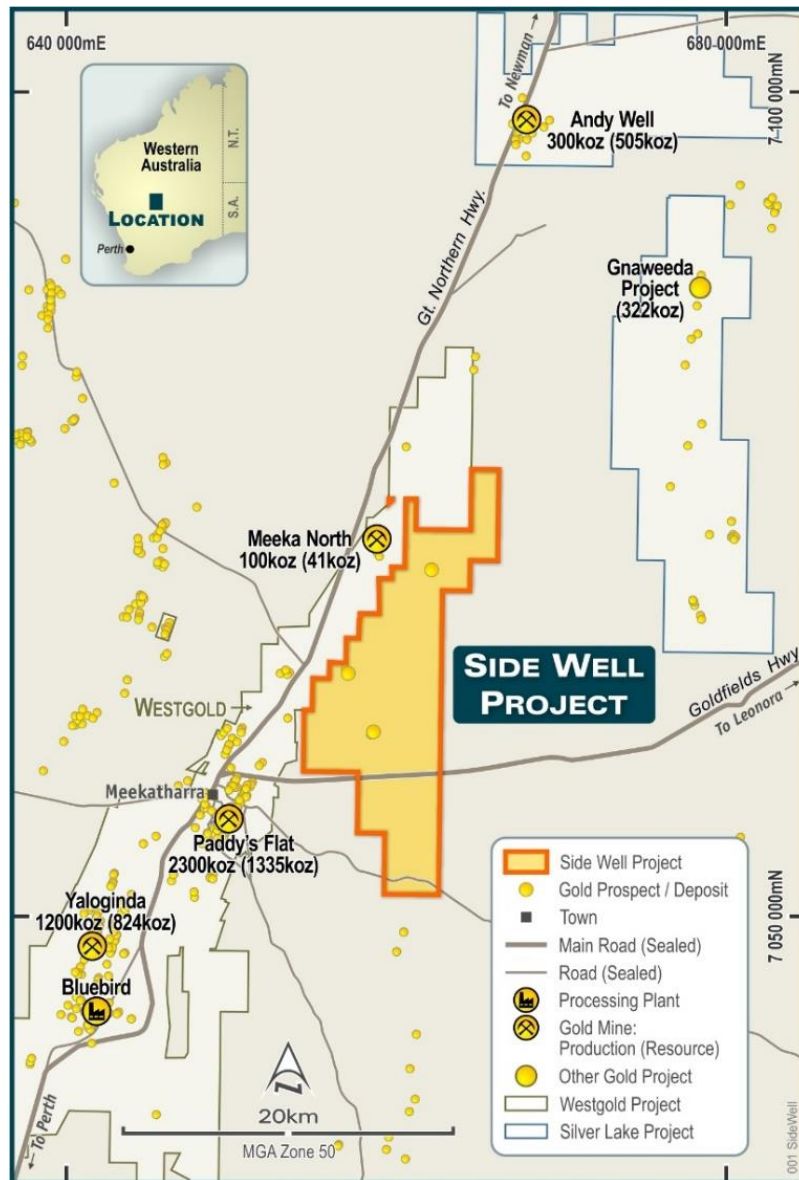 640 000mE
680 000mE
To Newman
7 100 000mN
Western
Australia
N.T.
S.A.
LOCATION
Perth
Andy Well
300koz (505koz)
Gt. Northern Hwy.
Gnaweeda
Project
(322koz)
Meeka North
100koz (41koz)
SIDE WELL
PROJECT
Goldfields Hwy
To Leonora
WESTGOLD
Meekatharra
Paddy's Flat
2300koz (1335koz)
Yaloginda
1200koz (824koz)
Bluebird
7 050 000mN
Side Well Project
Gold Prospect / Deposit
Town
Main Road (Sealed)
Road (Sealed)
Processing Plant
Gold Mine:
Production (Resource)
Other Gold Project
Westgold Project
Silver Lake Project
N
20km
MGA Zone 50
To Perth
001 SideWell